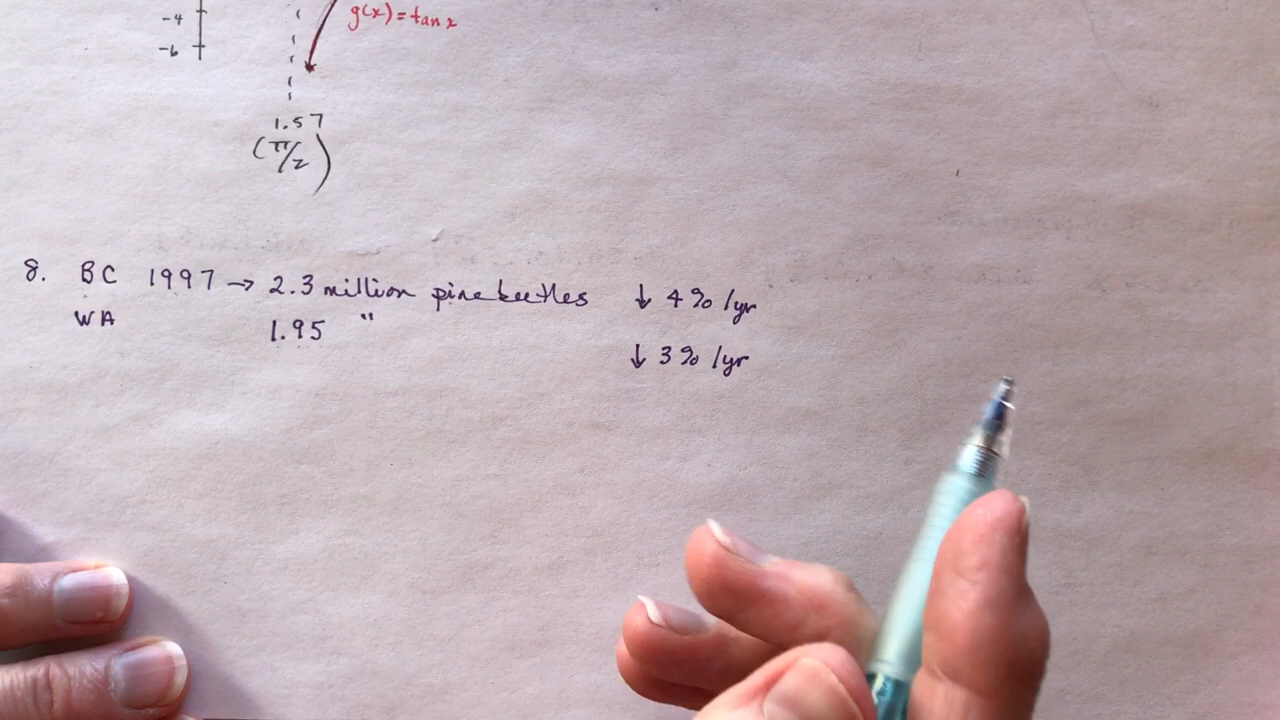 -4
g(x)=tan x
-6
1.57
(π/2)
8. BC 1997 → 2.3 million pine beetles ↓ 4% /yr
WA 1.95 "
↓ 3% /yr